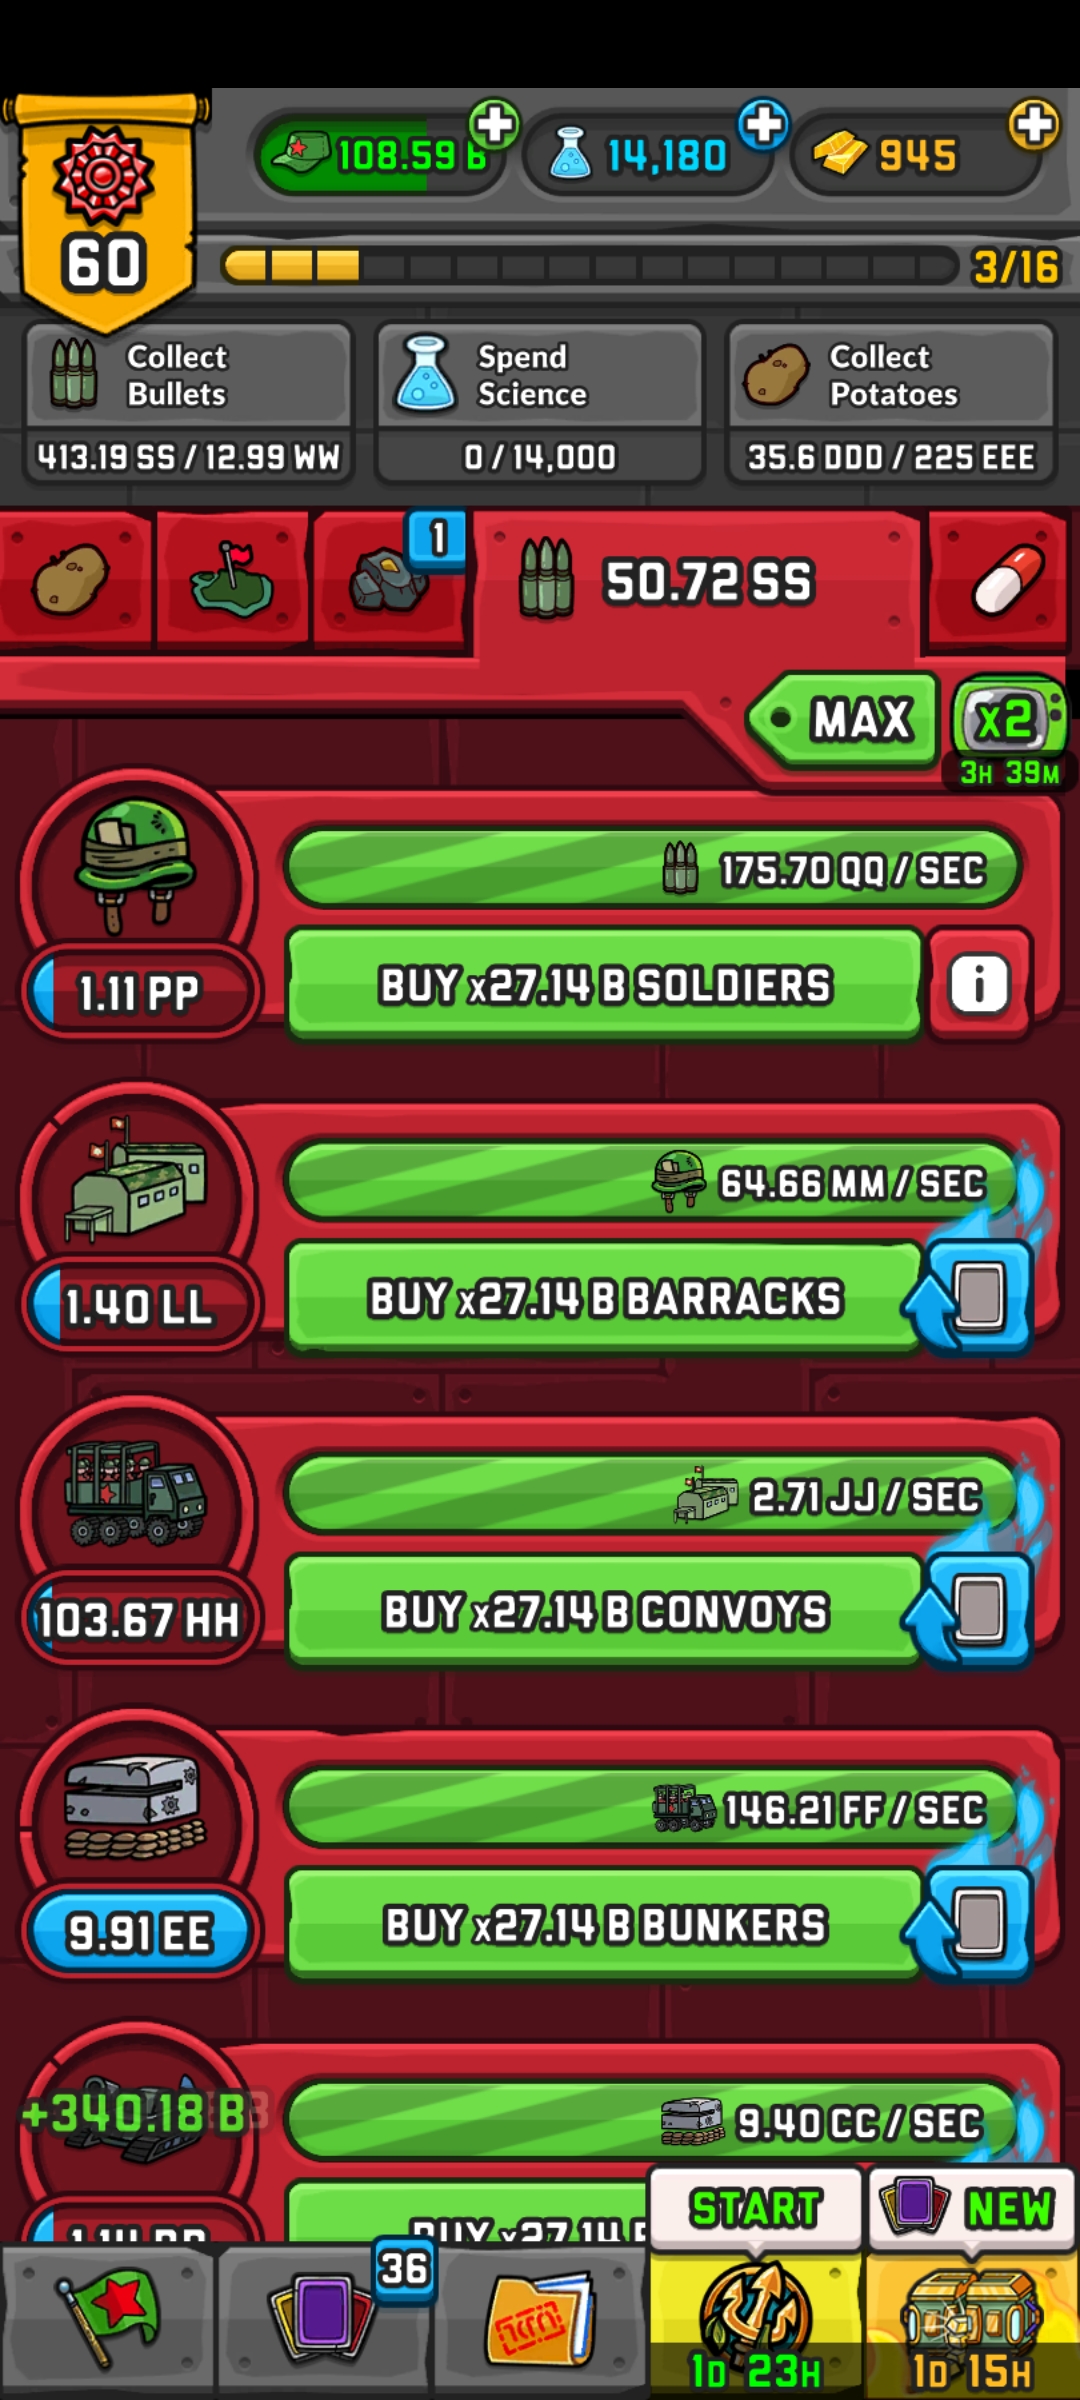 60
108.59 B
14,180
945
3/16
Collect
Bullets
413.19 SS / 12.99 WW
Spend
Science
0 / 14,000
Collect
Potatoes
35.6 DDD / 225 EEE
1
50.72 SS
MAX
x2
3H 39M
175.70 QQ / SEC
1.11 PP
BUY x27.14 B SOLDIERS
i
64.66 MM / SEC
1.40 LL
BUY x27.14 B BARRACKS
2.71 JJ / SEC
103.67 HH
BUY x27.14 B CONVOYS
146.21 FF / SEC
9.91 EE
BUY x27.14 B BUNKERS
+340.18 B
9.40 CC / SEC
BUY x27.14
START
NEW
36
1D 23H
1D 15H